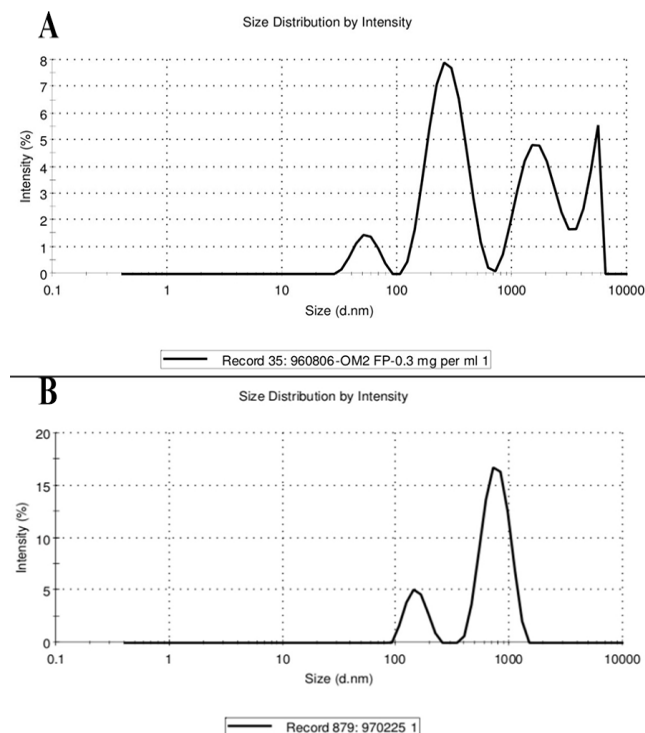 A
Size Distribution by Intensity
8
7
6
5
4
3
2
1
0
Intensity (%)
0.1 1 10 100 1000 10000
Size (d.nm)
Record 35: 960806-OM2 FP-0.3 mg per ml 1
B
Size Distribution by Intensity
20
15
10
5
0
Intensity (%)
0.1 1 10 100 1000 10000
Size (d.nm)
Record 879: 970225 1